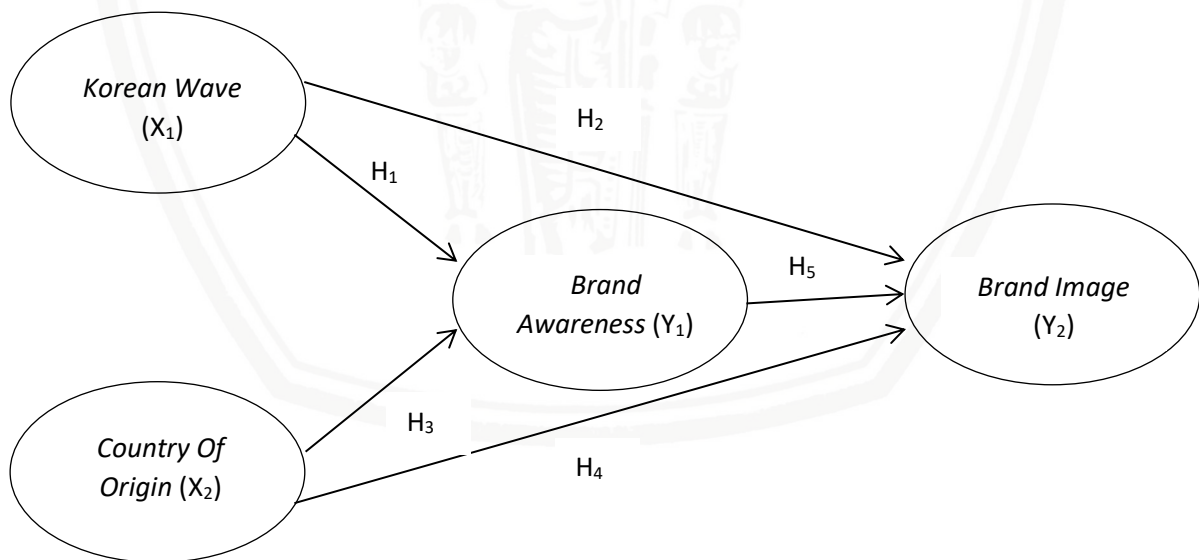 Korean Wave
(X₁)
H₂
H₁
Brand
Awareness (Y₁)
H₅
Brand Image
(Y₂)
H₃
Country Of
Origin (X₂)
H₄